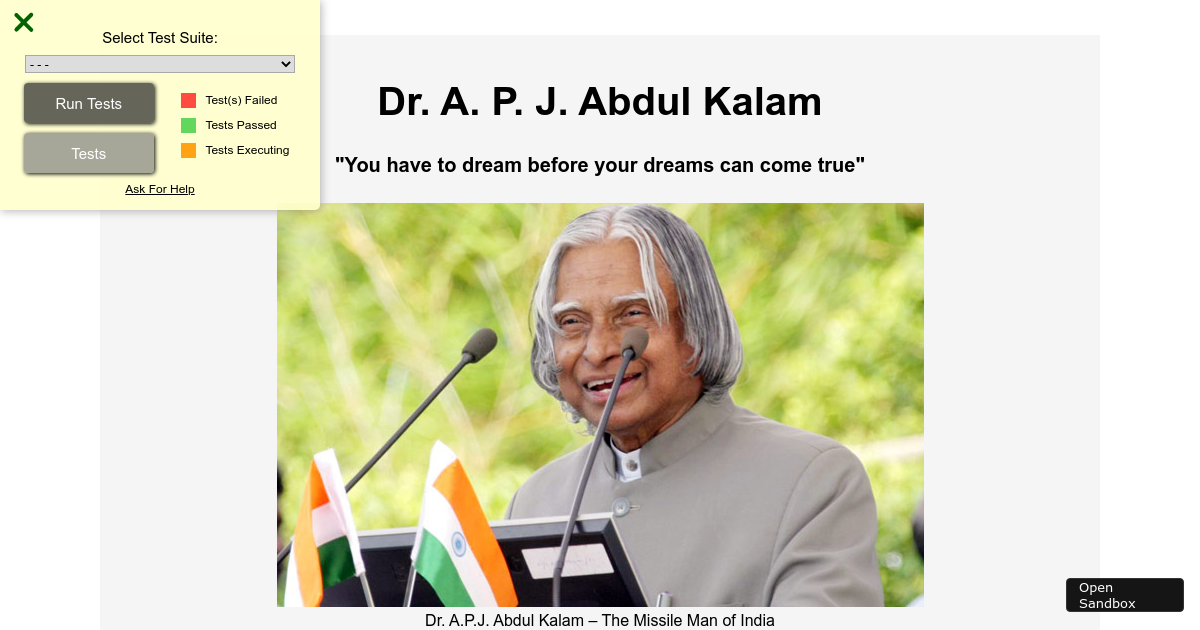 Select Test Suite:
- - -
Run Tests
Test(s) Failed
Tests Passed
Tests
Tests Executing
Ask For Help
Dr. A. P. J. Abdul Kalam
"You have to dream before your dreams can come true"
Dr. A.P.J. Abdul Kalam – The Missile Man of India
Open
Sandbox